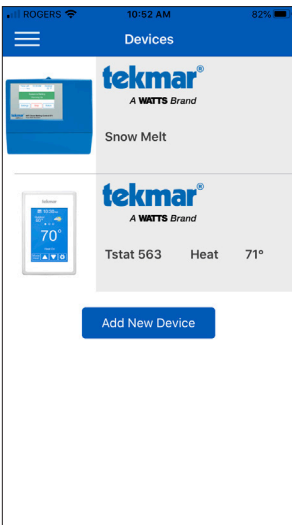 ROGERS 10:52 AM 82%
Devices
tekmar®
A WATTS Brand
Snow Melt
tekmar®
A WATTS Brand
Tstat 563 Heat 71°
tekmar
70°
Add New Device